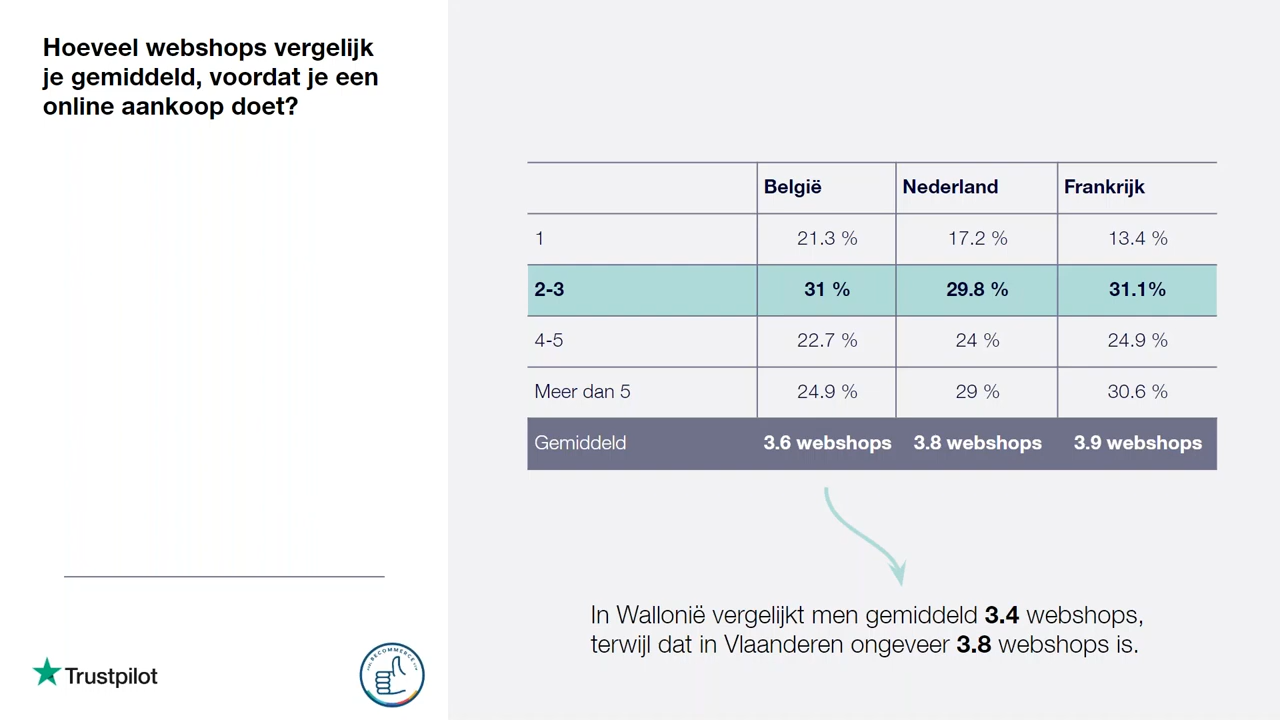 Hoeveel webshops vergelijk
je gemiddeld, voordat je een
online aankoop doet?
België Nederland Frankrijk
1 21.3 % 17.2 % 13.4 %
2-3 31 % 29.8 % 31.1%
4-5 22.7 % 24 % 24.9 %
Meer dan 5 24.9 % 29 % 30.6 %
Gemiddeld 3.6 webshops 3.8 webshops 3.9 webshops
In Wallonië vergelijkt men gemiddeld 3.4 webshops,
terwijl dat in Vlaanderen ongeveer 3.8 webshops is.
Trustpilot
BECOMMERCE